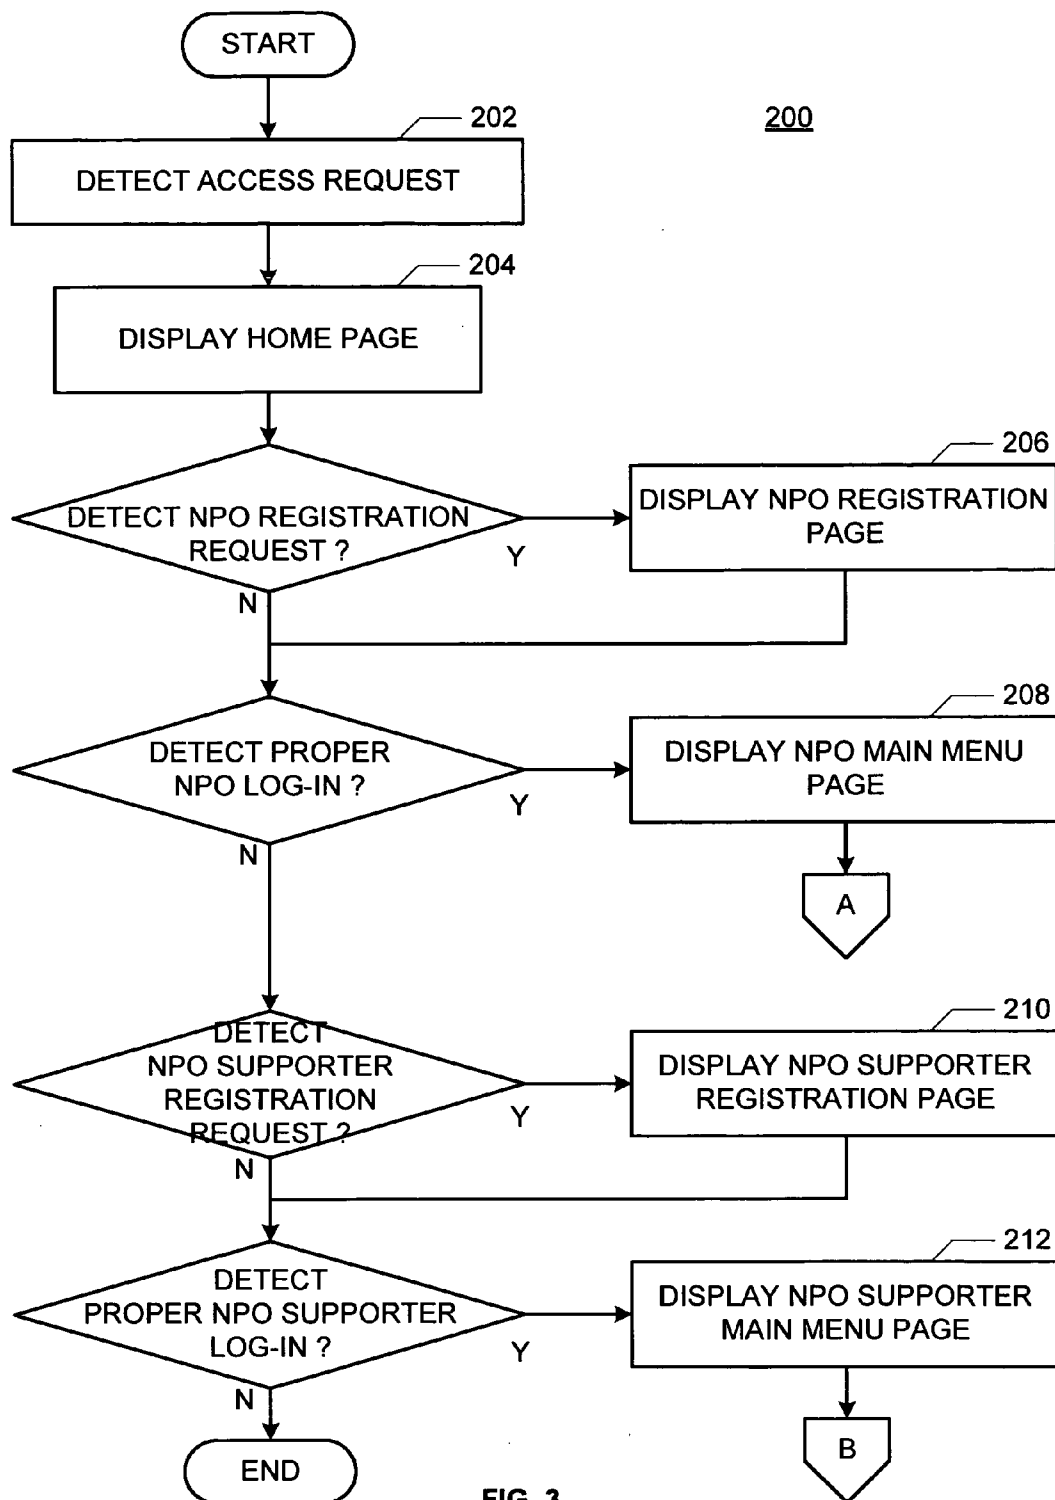 START
200
202
DETECT ACCESS REQUEST
204
DISPLAY HOME PAGE
206
DETECT NPO REGISTRATION
REQUEST ?
Y
N
DISPLAY NPO REGISTRATION
PAGE
208
DETECT PROPER
NPO LOG-IN ?
Y
N
DISPLAY NPO MAIN MENU
PAGE
A
210
DETECT
NPO SUPPORTER
REGISTRATION
REQUEST ?
Y
N
DISPLAY NPO SUPPORTER
REGISTRATION PAGE
212
DETECT
PROPER NPO SUPPORTER
LOG-IN ?
Y
N
DISPLAY NPO SUPPORTER
MAIN MENU PAGE
B
END
FIG. 3